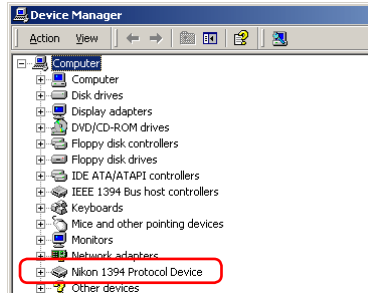 Device Manager
Action View
Computer
Computer
Disk drives
Display adapters
DVD/CD-ROM drives
Floppy disk controllers
Floppy disk drives
IDE ATA/ATAPI controllers
IEEE 1394 Bus host controllers
Keyboards
Mice and other pointing devices
Monitors
Network adapters
Nikon 1394 Protocol Device
Other devices